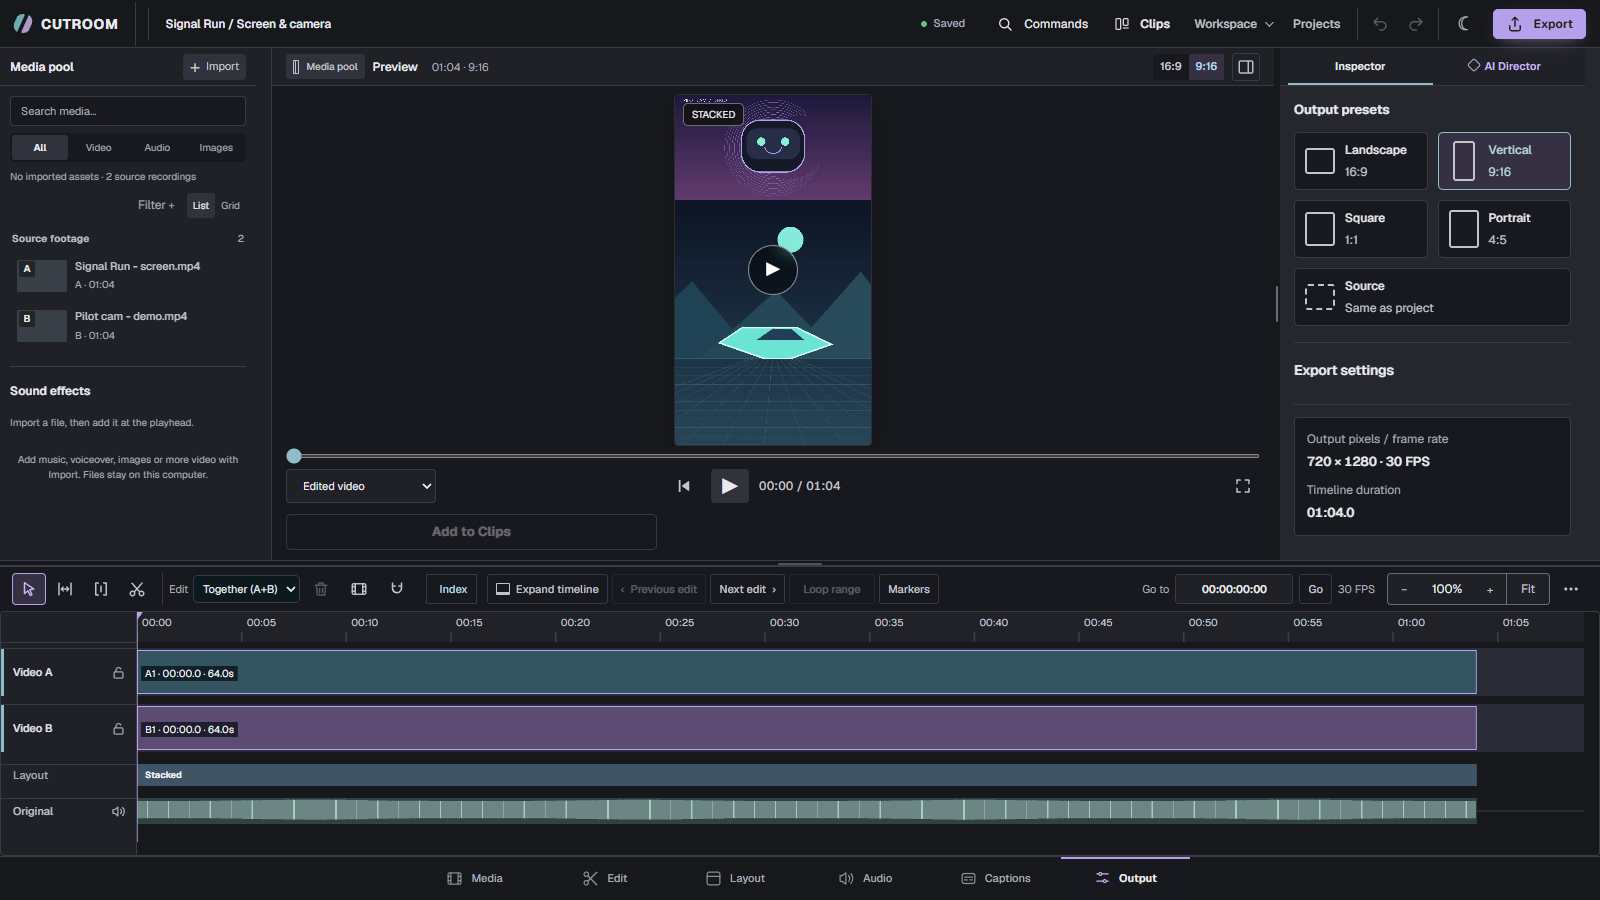 CUTROOM
Signal Run / Screen & camera
Saved
Commands
Clips
Workspace
Projects
Export
Media pool
Import
Search media...
All
Video
Audio
Images
No imported assets · 2 source recordings
Filter +
List
Grid
Source footage
2
A
Signal Run - screen.mp4
A · 01:04
B
Pilot cam - demo.mp4
B · 01:04
Sound effects
Import a file, then add it at the playhead.
Add music, voiceover, images or more video with
Import. Files stay on this computer.
Media pool
Preview
01:04 · 9:16
16:9
9:16
STACKED
Edited video
00:00 / 01:04
Add to Clips
Inspector
AI Director
Output presets
Landscape
16:9
Vertical
9:16
Square
1:1
Portrait
4:5
Source
Same as project
Export settings
Output pixels / frame rate
720 × 1280 · 30 FPS
Timeline duration
01:04.0
Edit
Together (A+B)
Index
Expand timeline
‹ Previous edit
Next edit ›
Loop range
Markers
Go to
00:00:00:00
Go
30 FPS
−
100%
+
Fit
00:00
00:05
00:10
00:15
00:20
00:25
00:30
00:35
00:40
00:45
00:50
00:55
01:00
01:05
Video A
A1 · 00:00.0 · 64.0s
Video B
B1 · 00:00.0 · 64.0s
Layout
Stacked
Original
Media
Edit
Layout
Audio
Captions
Output